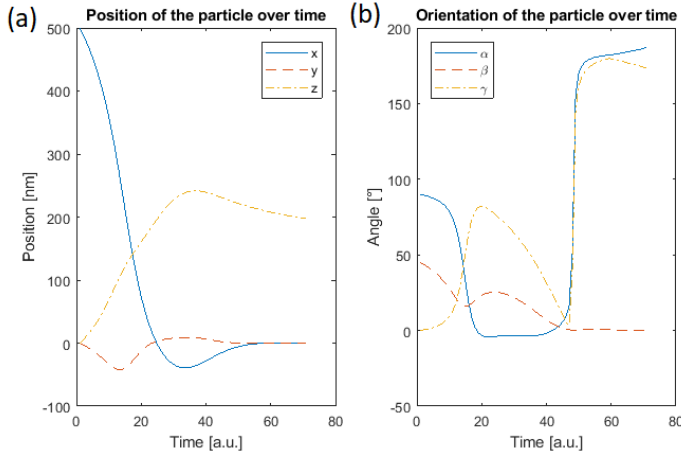 (a)
Position of the particle over time
500
400
300
200
100
0
-100
0
20
40
60
80
Position [nm]
Time [a.u.]
x
y
z
(b)
Orientation of the particle over time
200
150
100
50
0
-50
0
20
40
60
80
Angle [°]
Time [a.u.]
α
β
γ